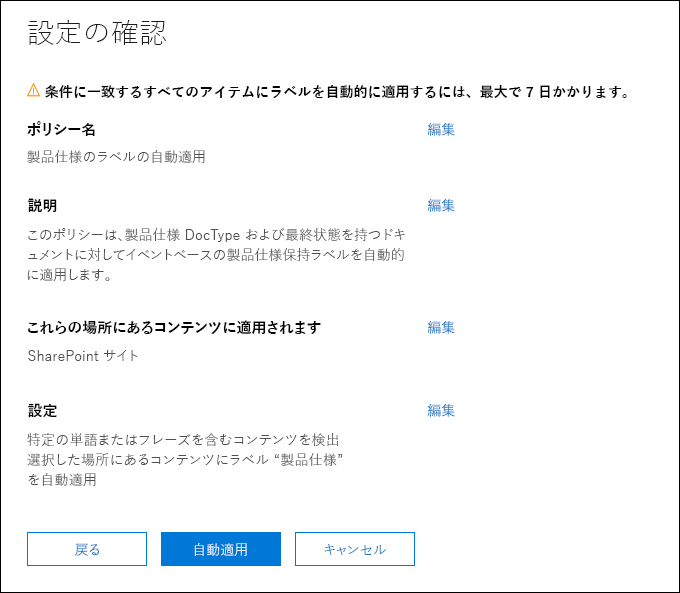 設定の確認
条件に一致するすべてのアイテムにラベルを自動的に適用するには、最大で 7 日かかります。
ポリシー名 編集
製品仕様のラベルの自動適用
説明 編集
このポリシーは、製品仕様 DocType および最終状態を持つドキ
ュメントに対してイベントベースの製品仕様保持ラベルを自動的
に適用します。
これらの場所にあるコンテンツに適用されます 編集
SharePoint サイト
設定 編集
特定の単語またはフレーズを含むコンテンツを検出
選択した場所にあるコンテンツにラベル “製品仕様”
を自動適用
戻る 自動適用 キャンセル